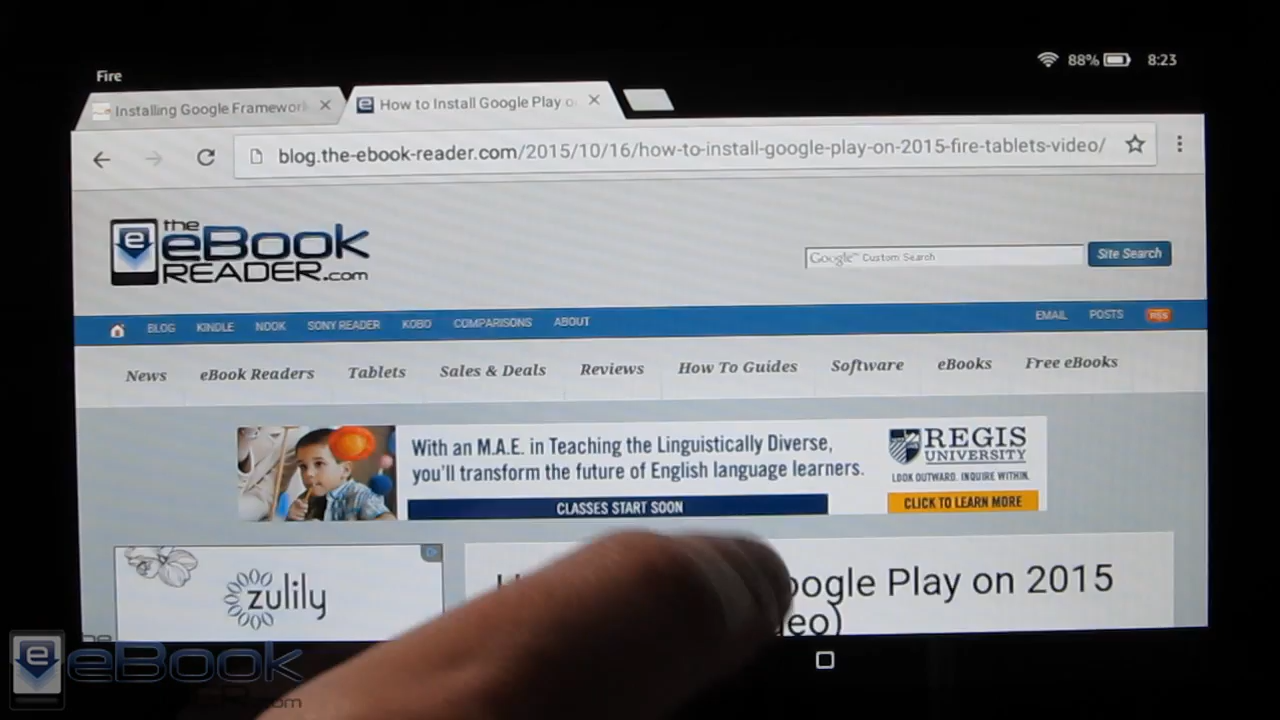 Fire
88% 8:23
Installing Google Framework
How to Install Google Play o
blog.the-ebook-reader.com/2015/10/16/how-to-install-google-play-on-2015-fire-tablets-video/
the
eBook
READER.com
Google™ Custom Search
Site Search
BLOG KINDLE NOOK SONY READER KOBO COMPARISONS ABOUT EMAIL POSTS RSS
News eBook Readers Tablets Sales & Deals Reviews How To Guides Software eBooks Free eBooks
With an M.A.E. in Teaching the Linguistically Diverse,
you'll transform the future of English language learners.
CLASSES START SOON
REGIS
UNIVERSITY
LOOK OUTWARD. INQUIRE WITHIN.
CLICK TO LEARN MORE
zulily
oogle Play on 2015
deo)
the
eBook
.com